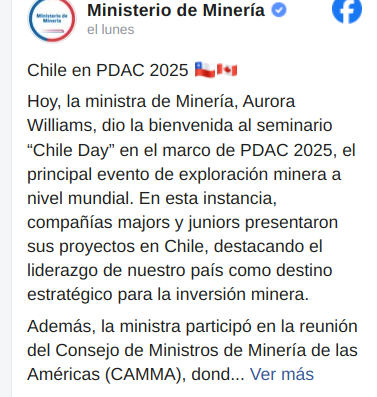 Ministerio de Minería
Ministerio de Minería
el lunes
Chile en PDAC 2025 🇨🇱🇨🇦
Hoy, la ministra de Minería, Aurora
Williams, dio la bienvenida al seminario
“Chile Day” en el marco de PDAC 2025, el
principal evento de exploración minera a
nivel mundial. En esta instancia,
compañías majors y juniors presentaron
sus proyectos en Chile, destacando el
liderazgo de nuestro país como destino
estratégico para la inversión minera.
Además, la ministra participó en la reunión
del Consejo de Ministros de Minería de las
Américas (CAMMA), dond... Ver más